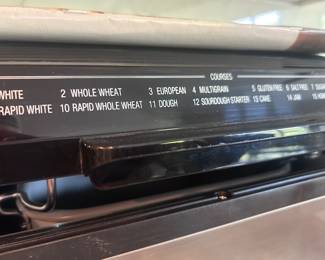 COURSES
WHITE 2 WHOLE WHEAT 3 EUROPEAN 4 MULTIGRAIN 5 GLUTEN FREE 6 SALT FREE 7
RAPID WHITE 10 RAPID WHOLE WHEAT 11 DOUGH 12 SOURDOUGH STARTER 13 CAKE 14 JAM